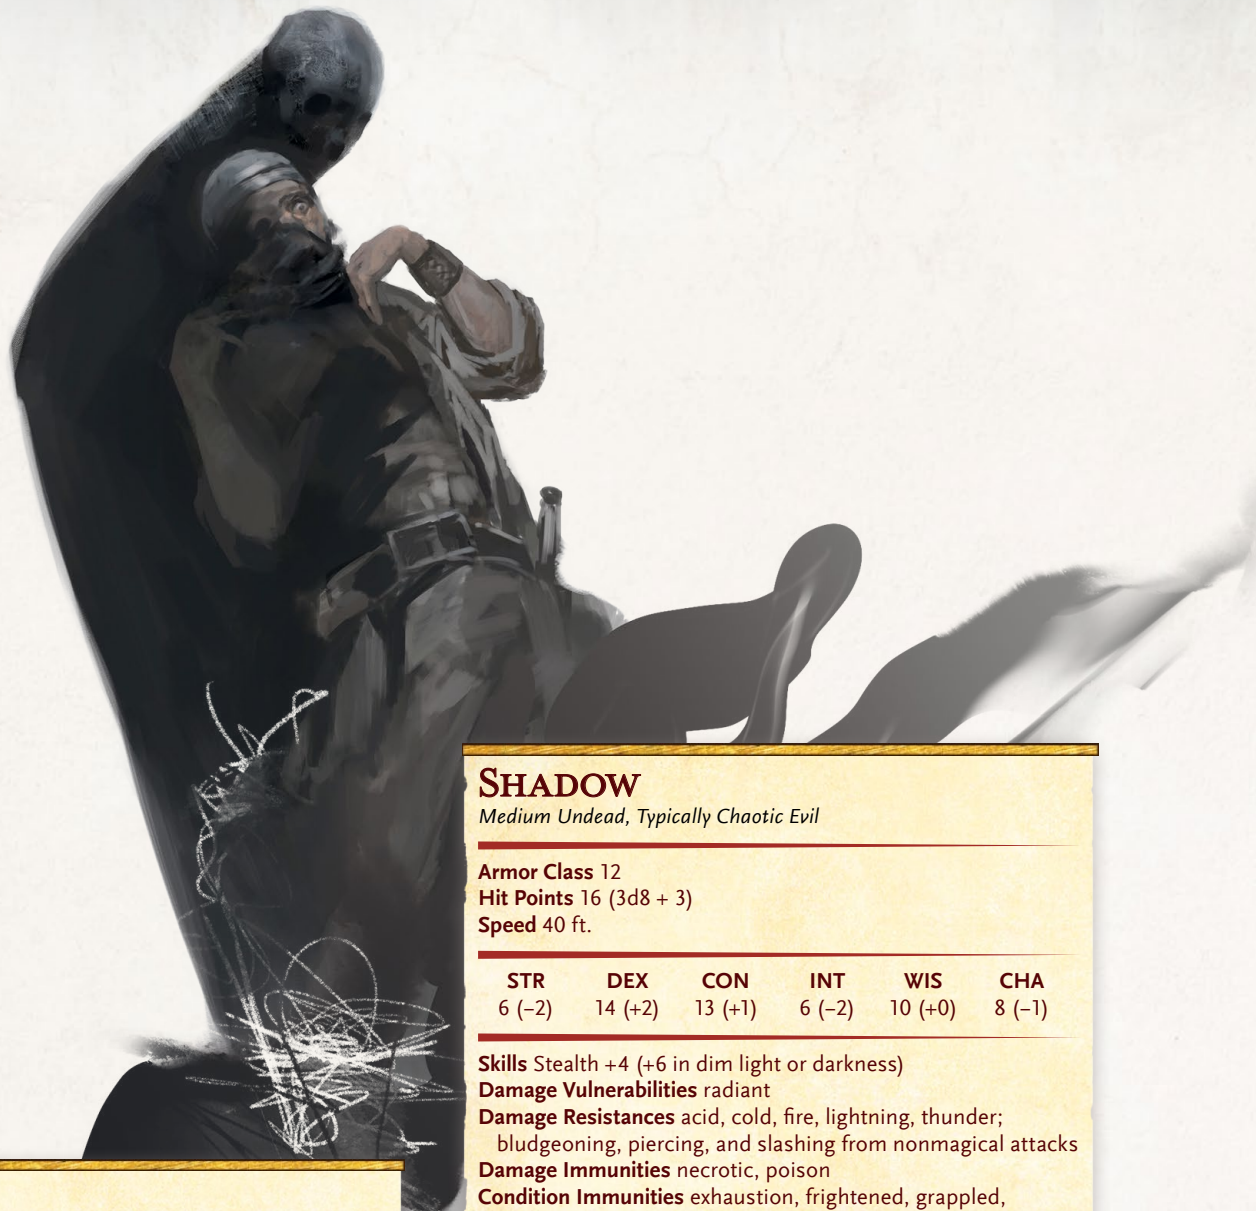 SHADOW
Medium Undead, Typically Chaotic Evil
Armor Class 12
Hit Points 16 (3d8 + 3)
Speed 40 ft.
STR DEX CON INT WIS CHA
6 (−2) 14 (+2) 13 (+1) 6 (−2) 10 (+0) 8 (−1)
Skills Stealth +4 (+6 in dim light or darkness)
Damage Vulnerabilities radiant
Damage Resistances acid, cold, fire, lightning, thunder;
bludgeoning, piercing, and slashing from nonmagical attacks
Damage Immunities necrotic, poison
Condition Immunities exhaustion, frightened, grappled,